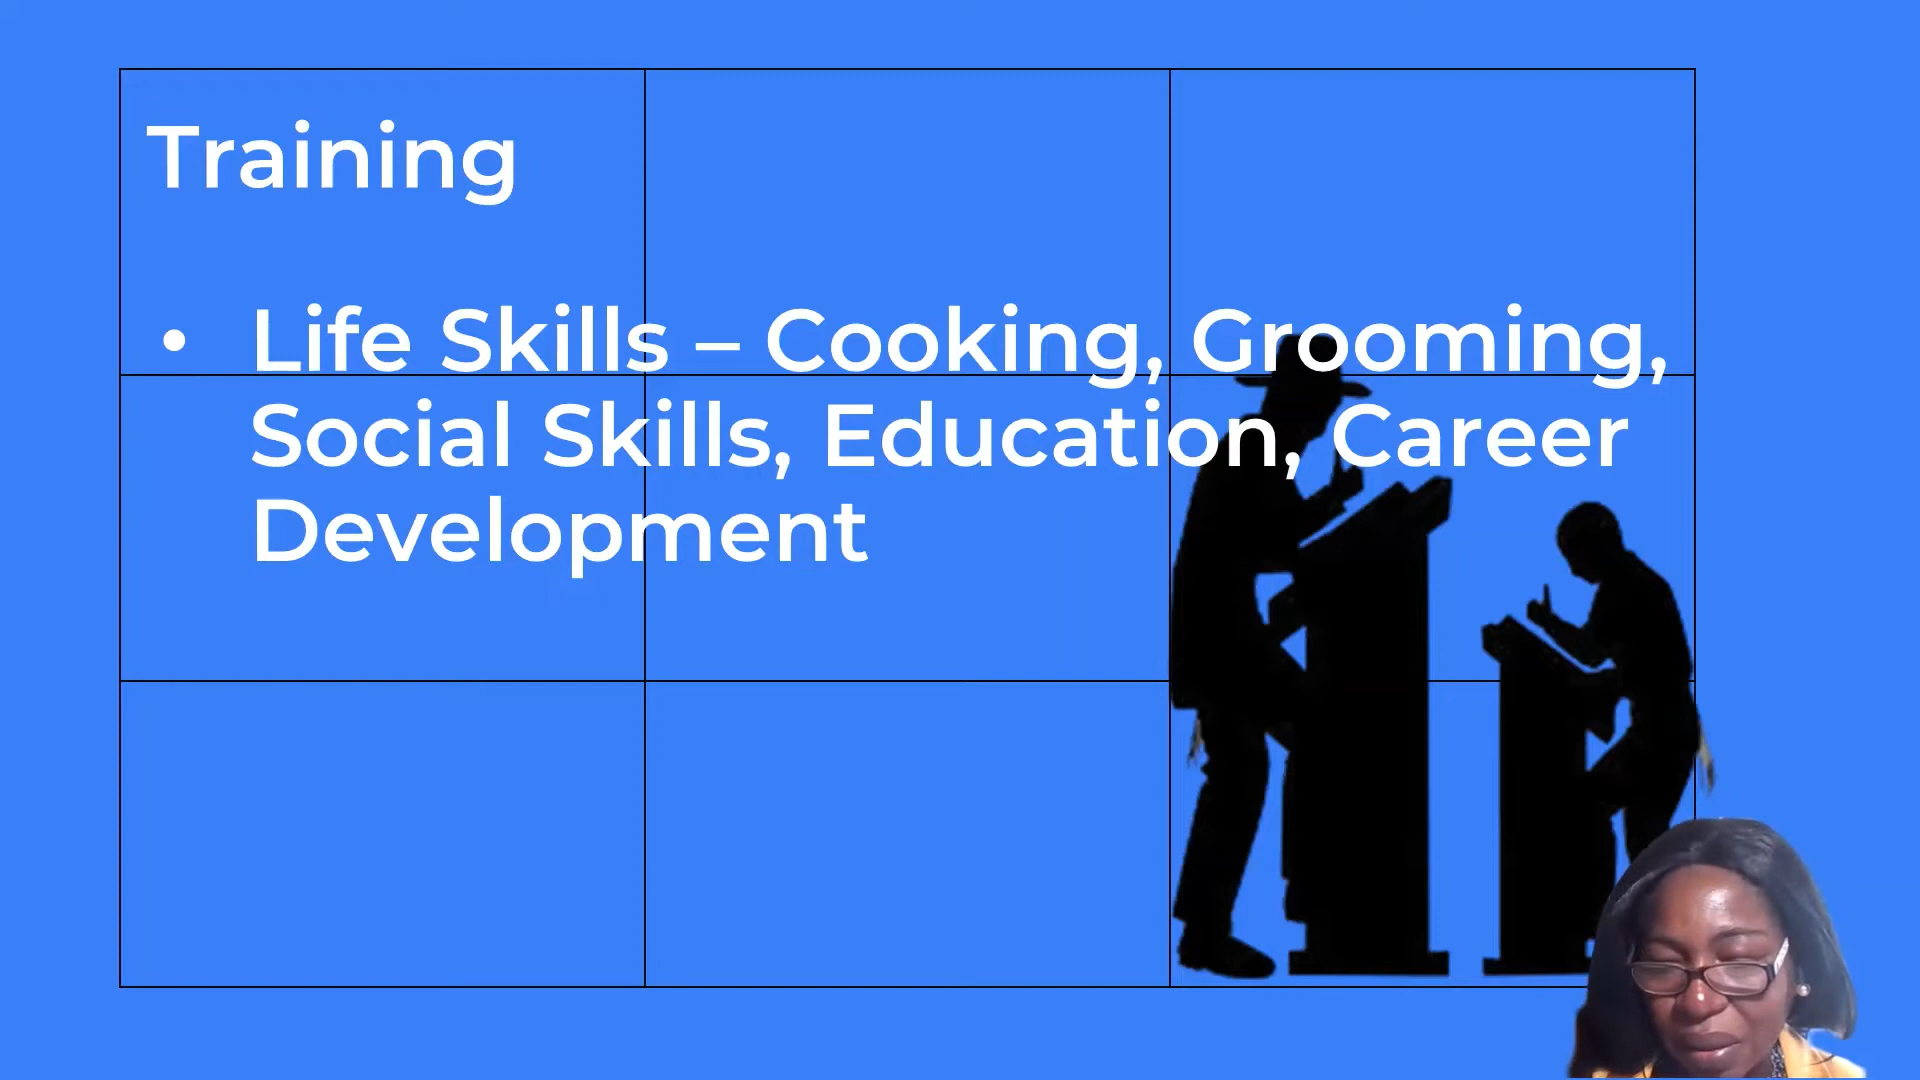 Training
• Life Skills – Cooking, Grooming,
Social Skills, Education, Career
Development